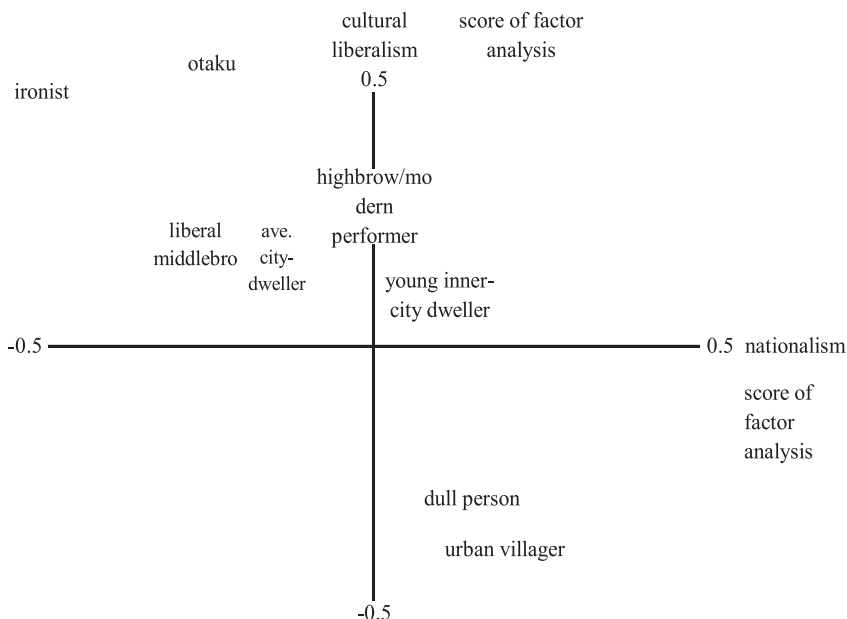 cultural
liberalism
0.5
score of factor
analysis
otaku
ironist
highbrow/mo
dern
performer
liberal
middlebro
ave.
city-
dweller
young inner-
city dweller
-0.5
0.5 nationalism
score of
factor
analysis
dull person
urban villager
-0.5